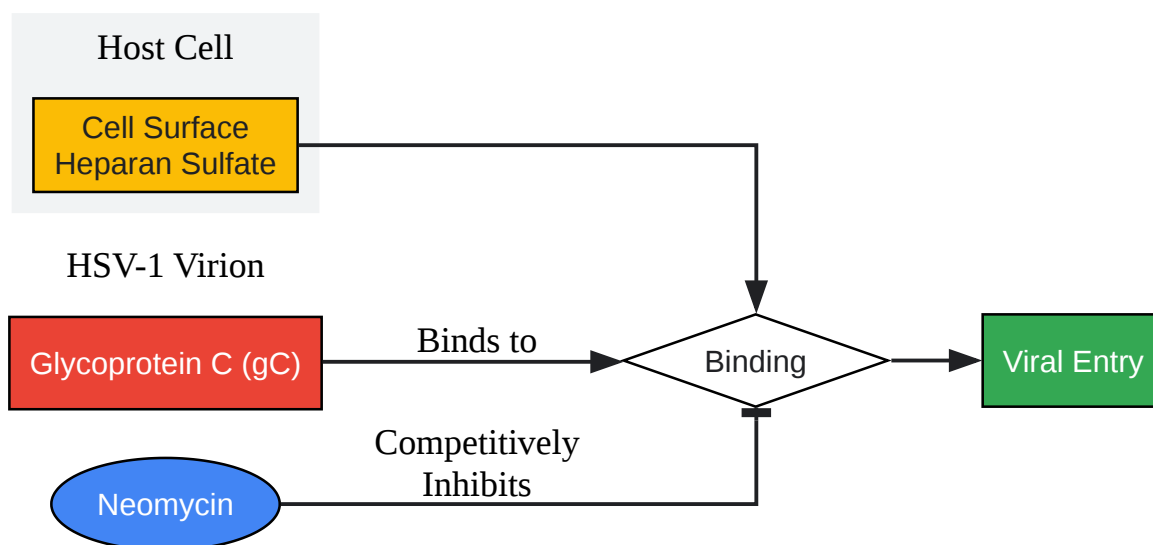 Host Cell
Cell Surface
Heparan Sulfate
HSV-1 Virion
Glycoprotein C (gC)
Binds to
Binding
Viral Entry
Competitively
Inhibits
Neomycin